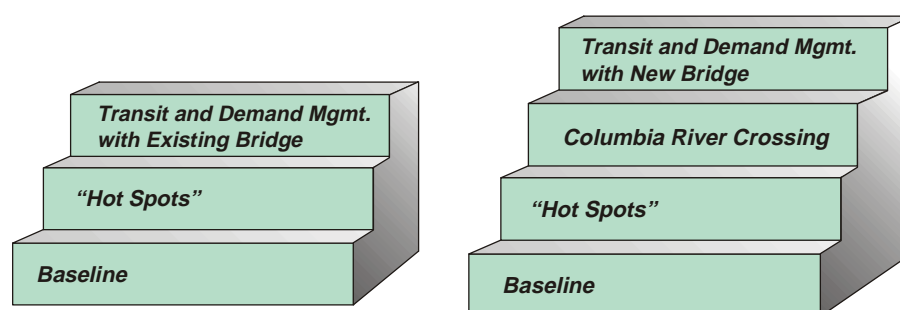 Transit and Demand Mgmt.
with Existing Bridge
“Hot Spots”
Baseline
Transit and Demand Mgmt.
with New Bridge
Columbia River Crossing
“Hot Spots”
Baseline